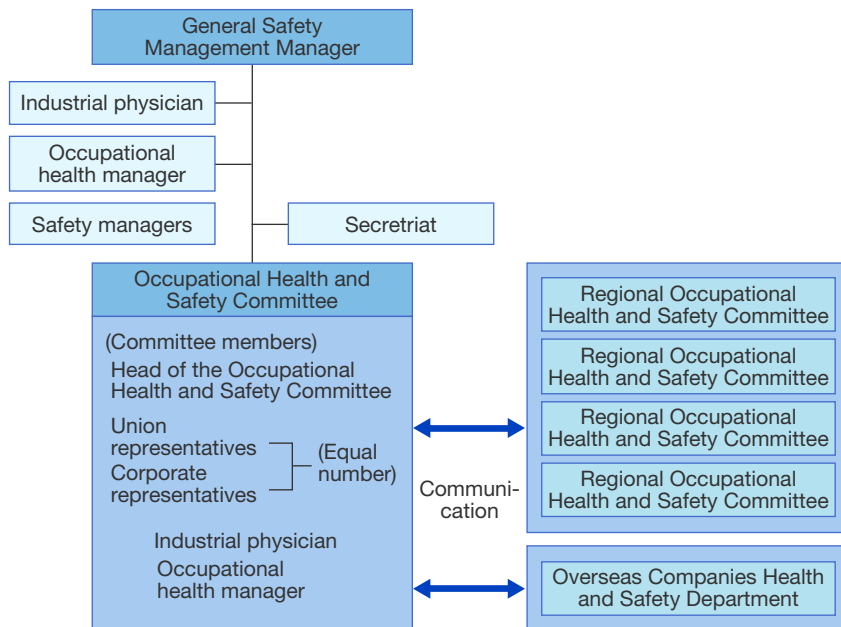 General Safety
Management Manager
Industrial physician
Occupational
health manager
Safety managers
Secretriat
Occupational Health and
Safety Committee
(Committee members)
Head of the Occupational
Health and Safety Committee
Union
representatives
Corporate
representatives
(Equal
number)
Industrial physician
Occupational
health manager
Communi-
cation
Regional Occupational
Health and Safety Committee
Regional Occupational
Health and Safety Committee
Regional Occupational
Health and Safety Committee
Regional Occupational
Health and Safety Committee
Overseas Companies Health
and Safety Department